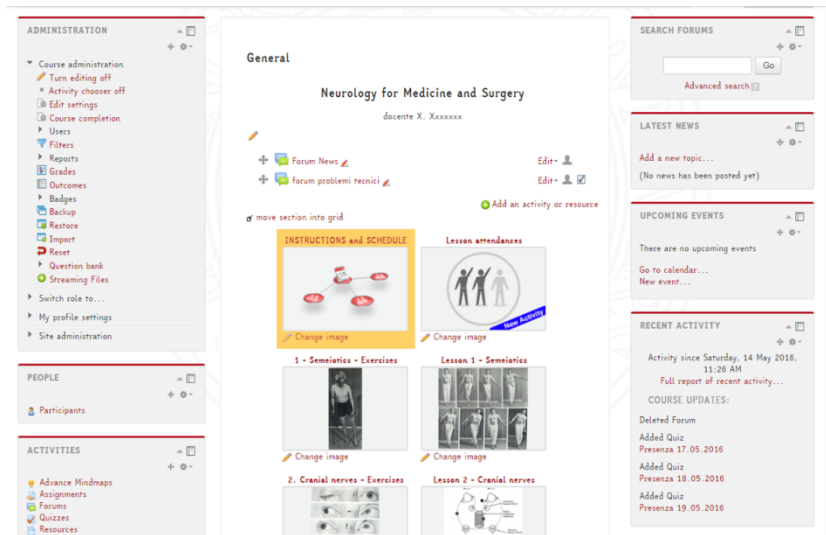 ADMINISTRATION
Course administration
Turn editing off
Activity chooser off
Edit settings
Course completion
Users
Filters
Reports
Grades
Outcomes
Badges
Backup
Restore
Import
Reset
Question bank
Streaming Files
Switch role to...
My profile settings
Site administration
PEOPLE
Participants
ACTIVITIES
Advance Mindmaps
Assignments
Forums
Quizzes
Resources
General
Neurology for Medicine and Surgery
docente X. Xxxxxxx
Forum News Edit
forum problemi tecnici Edit
Add an activity or resource
move section into grid
INSTRUCTIONS and SCHEDULE
Change image
Lesson attendances
New Activity
Change image
1 - Semeiotics - Exercises
Change image
Lesson 1 - Semeiotics
Change image
2. Cranial nerves - Exercises
Lesson 2 - Cranial nerves
SEARCH FORUMS
Go
Advanced search
LATEST NEWS
Add a new topic...
(No news has been posted yet)
UPCOMING EVENTS
There are no upcoming events
Go to calendar...
New event...
RECENT ACTIVITY
Activity since Saturday, 14 May 2016,
11:26 AM
Full report of recent activity...
COURSE UPDATES:
Deleted Forum
Added Quiz
Presenza 17.05.2016
Added Quiz
Presenza 18.05.2016
Added Quiz
Presenza 19.05.2016